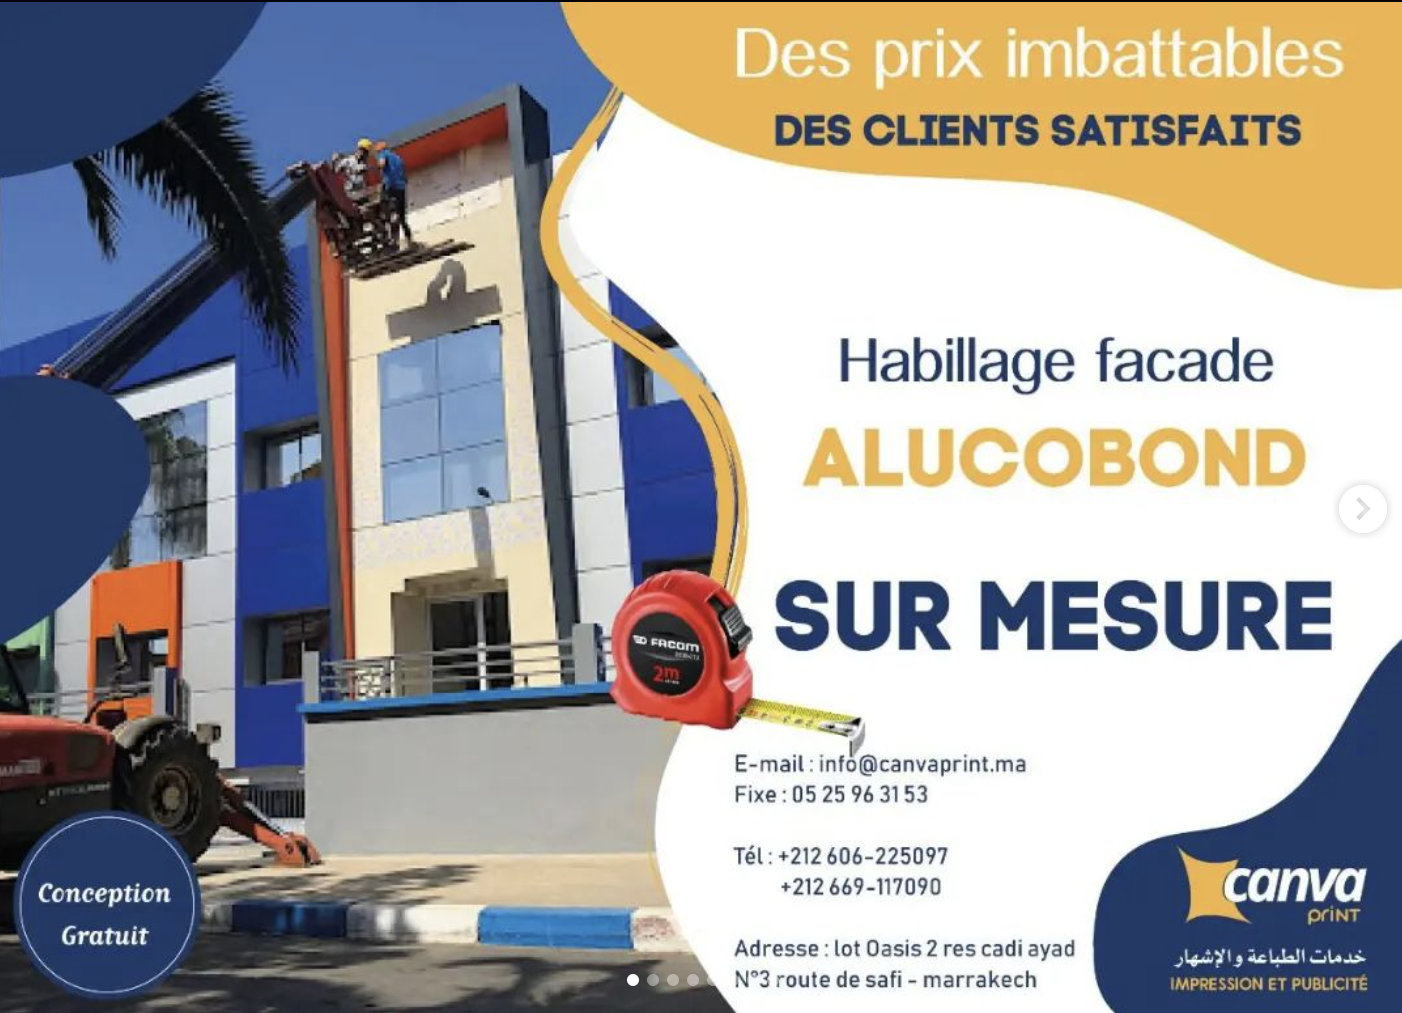 Des prix imbattables
DES CLIENTS SATISFAITS
Habillage facade
ALUCOBOND
SUR MESURE
FACOM
2m
E-mail : info@canvaprint.ma
Fixe : 05 25 96 31 53
Tél : +212 606-225097
+212 669-117090
Adresse : lot Oasis 2 res cadi ayad
N°3 route de safi - marrakech
Conception
Gratuit
canva
priNT
خدمات الطباعة و الإشهار
IMPRESSION ET PUBLICITÉ